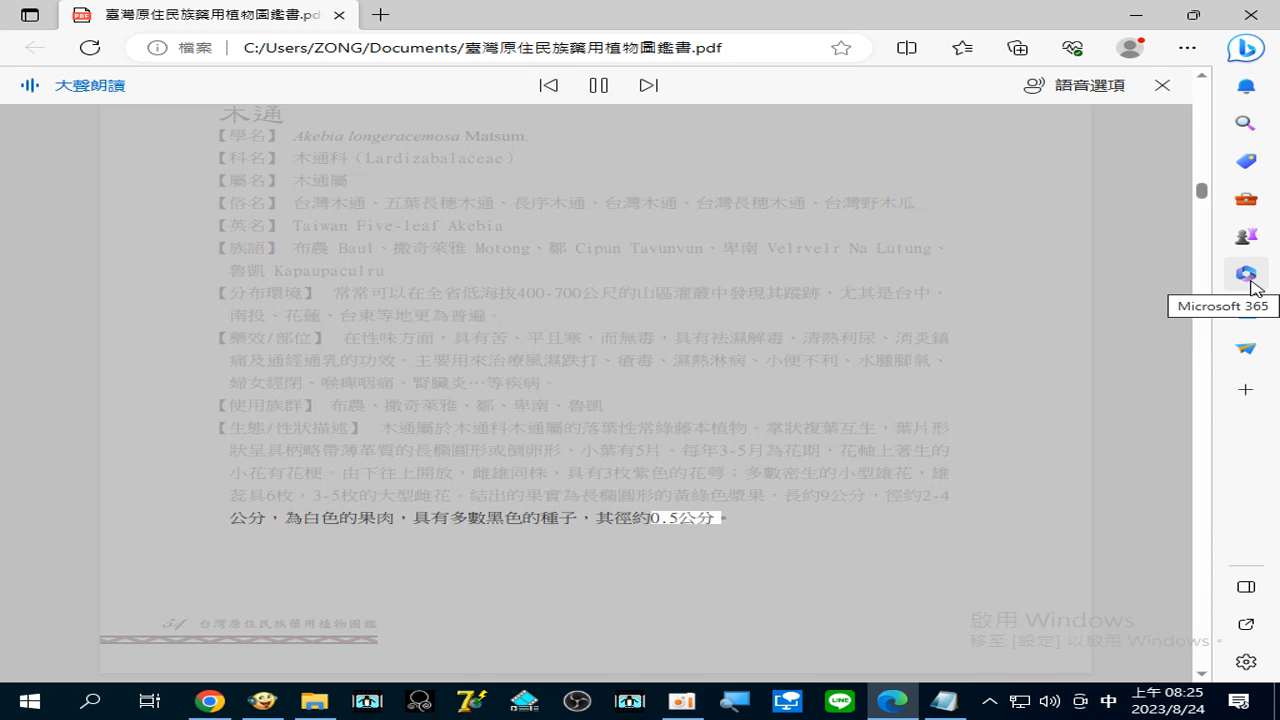 臺灣原住民族藥用植物圖鑑書.pdf
檔案
C:/Users/ZONG/Documents/臺灣原住民族藥用植物圖鑑書.pdf
大聲朗讀
語音選項
木通
【學名】 Akebia longeracemosa Matsum.
【科名】 木通科（Lardizabalaceae）
【屬名】 木通屬
【俗名】 台灣木通、五葉長穗木通、長序木通、台灣木通、台灣長穗木通、台灣野木瓜
【英名】 Taiwan Five-leaf Akebia
【族語】 布農 Baul、撒奇萊雅 Motong、鄒 Cipun Tavunvun、卑南 Velrvelr Na Lutung、
魯凱 Kapaupaculru
【分布環境】 常常可以在全省低海拔400-700公尺的山區灌叢中發現其蹤跡，尤其是台中、
南投、花蓮、台東等地更為普遍。
【藥效/部位】 在性味方面，具有苦、平且寒，而無毒，具有袪濕解毒、清熱利尿、消炎鎮
痛及通經通乳的功效。主要用來治療風濕跌打、瘡毒、濕熱淋病、小便不利、水腫腳氣、
婦女經閉、喉痺咽痛、腎臟炎…等疾病。
【使用族群】 布農、撒奇萊雅、鄒、卑南、魯凱
【生態/性狀描述】 木通屬於木通科木通屬的落葉性常綠藤本植物。掌狀複葉互生，葉片形
狀呈具柄略帶薄革質的長橢圓形或倒卵形，小葉有5片。每年3-5月為花期，花軸上著生的
小花有花梗。由下往上開放，雌雄同株，具有3枚紫色的花萼；多數密生的小型雄花，雄
蕊具6枚，3-5枚的大型雌花。結出的果實為長橢圓形的黃綠色漿果，長約9公分，徑約2-4
公分，為白色的果肉，具有多數黑色的種子，其徑約0.5公分。
54 台灣原住民族藥用植物圖鑑
Microsoft 365
啟用 Windows
移至 [設定] 以啟用 Windows。
LINE
中
上午 08:25
2023/8/24